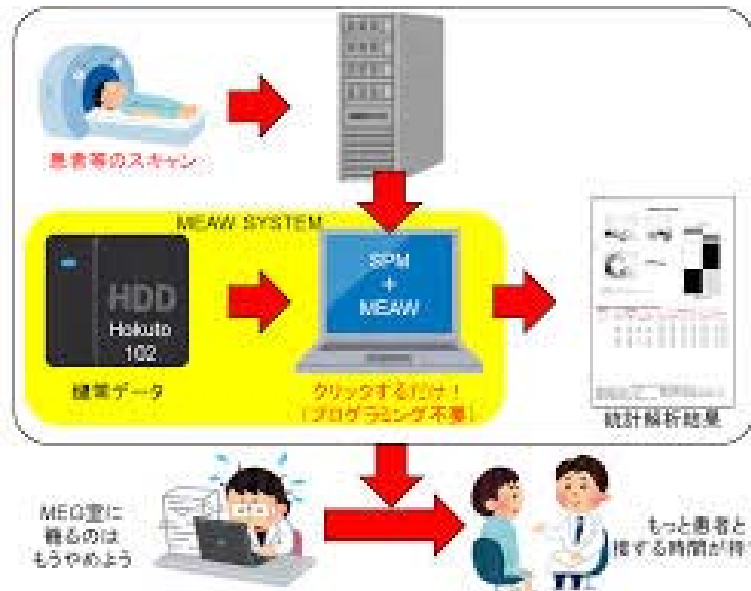 患者等のスキャン
MEAW SYSTEM
HDD
Hokuto
102
SPM
+
MEAW
健常データ
クリックするだけ！
(プログラミング不要)
統計解析結果
MEG室に
籠るのは
もうやめよう
もっと患者と
接する時間が持